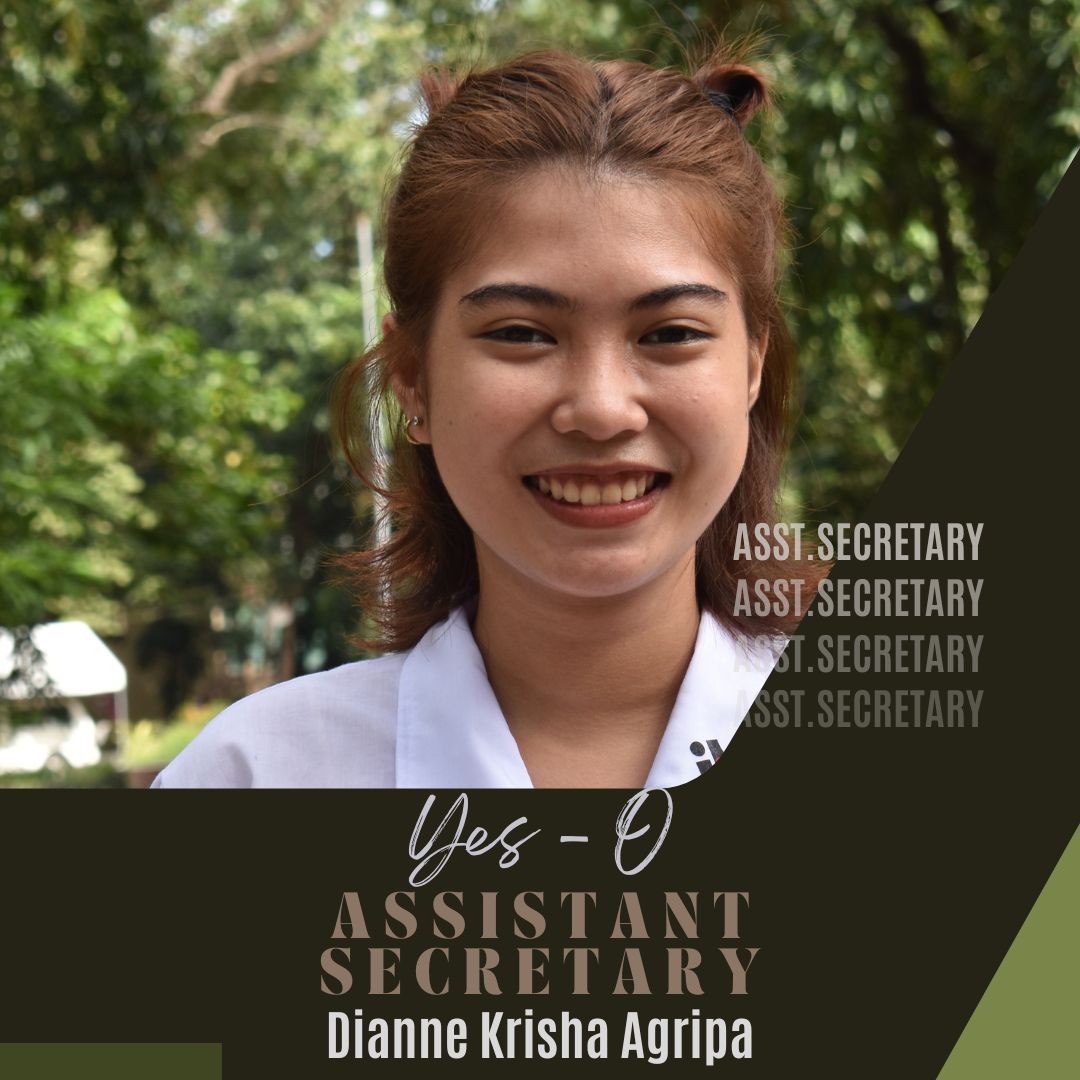 ASST.SECRETARY
ASST.SECRETARY
ASST.SECRETARY
ASST.SECRETARY
Yes - O
ASSISTANT
SECRETARY
Dianne Krisha Agripa